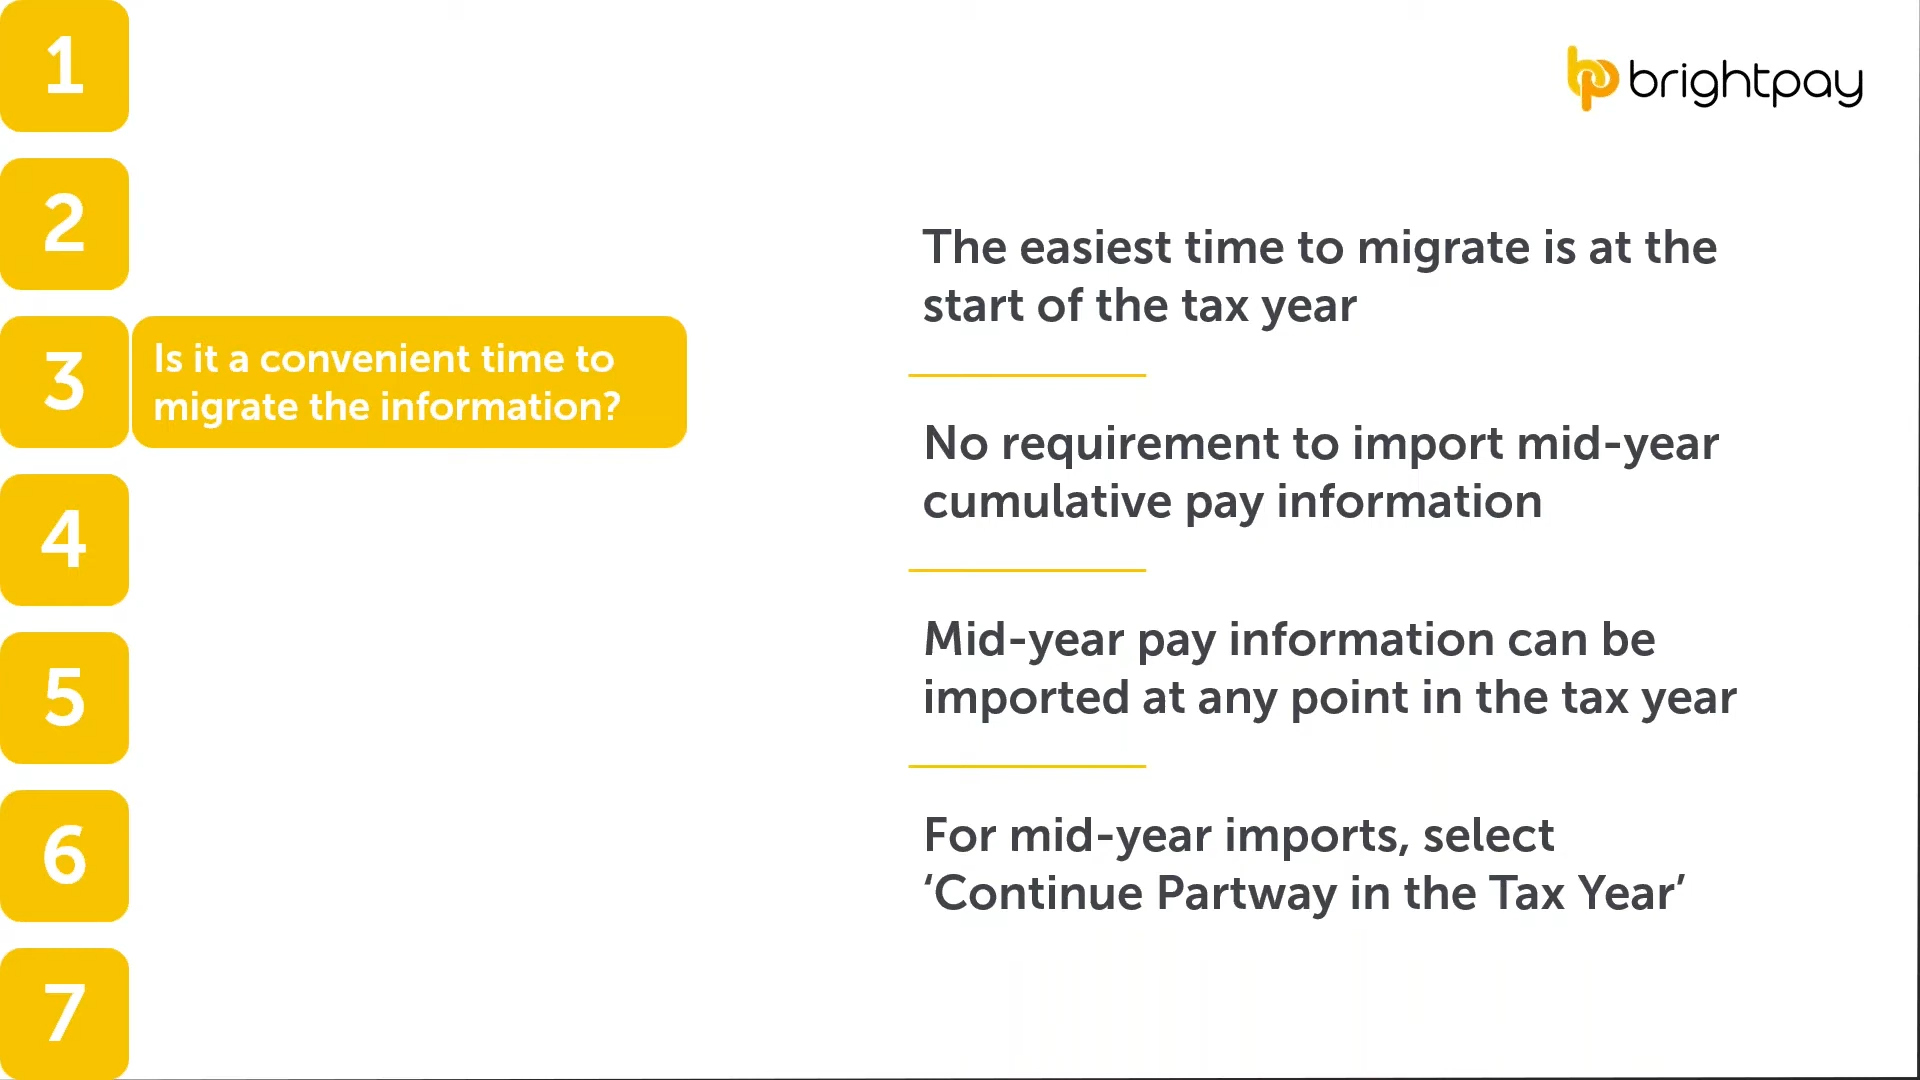 1
brightpay
2
3
Is it a convenient time to
migrate the information?
4
5
6
7
The easiest time to migrate is at the
start of the tax year
No requirement to import mid-year
cumulative pay information
Mid-year pay information can be
imported at any point in the tax year
For mid-year imports, select
‘Continue Partway in the Tax Year’